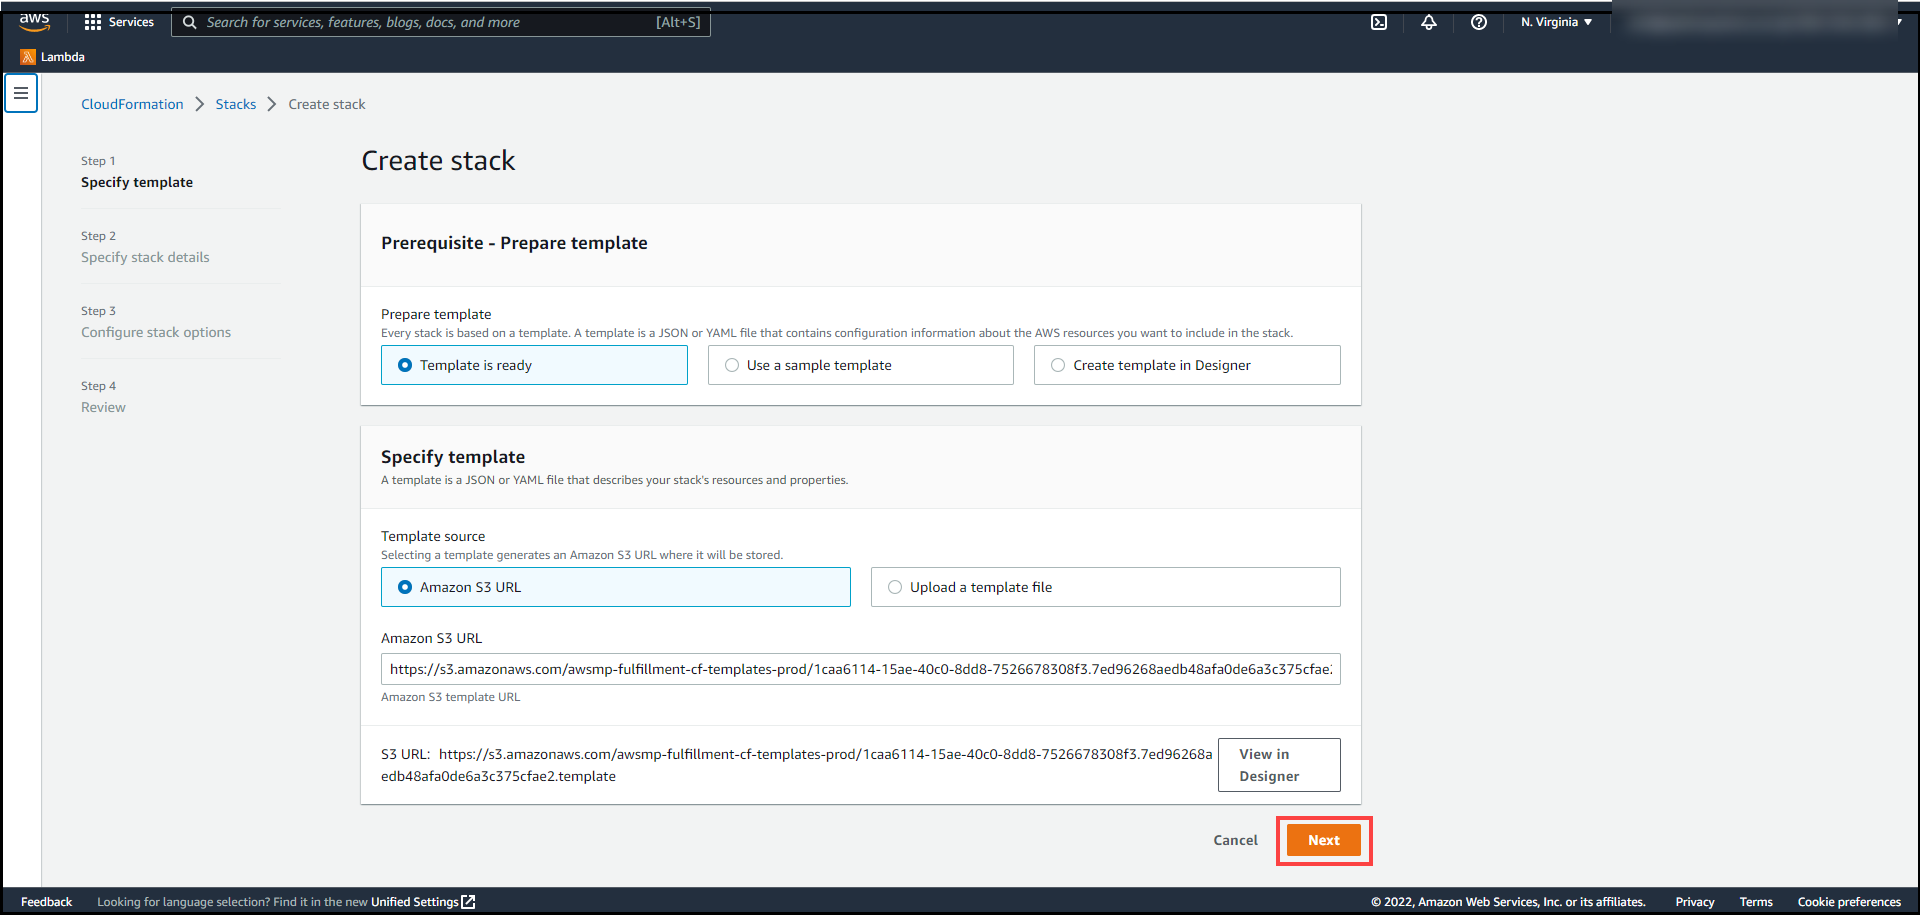 aws
Services
Search for services, features, blogs, docs, and more
[Alt+S]
N. Virginia
Lambda
CloudFormation
Stacks
Create stack
Step 1
Specify template
Step 2
Specify stack details
Step 3
Configure stack options
Step 4
Review
Create stack
Prerequisite - Prepare template
Prepare template
Every stack is based on a template. A template is a JSON or YAML file that contains configuration information about the AWS resources you want to include in the stack.
Template is ready
Use a sample template
Create template in Designer
Specify template
A template is a JSON or YAML file that describes your stack's resources and properties.
Template source
Selecting a template generates an Amazon S3 URL where it will be stored.
Amazon S3 URL
Upload a template file
Amazon S3 URL
https://s3.amazonaws.com/awsmp-fulfillment-cf-templates-prod/1caa6114-15ae-40c0-8dd8-7526678308f3.7ed96268aedb48afa0de6a3c375cfae2
Amazon S3 template URL
S3 URL: https://s3.amazonaws.com/awsmp-fulfillment-cf-templates-prod/1caa6114-15ae-40c0-8dd8-7526678308f3.7ed96268a
edb48afa0de6a3c375cfae2.template
View in
Designer
Cancel
Next
Feedback
Looking for language selection? Find it in the new Unified Settings
© 2022, Amazon Web Services, Inc. or its affiliates.
Privacy
Terms
Cookie preferences